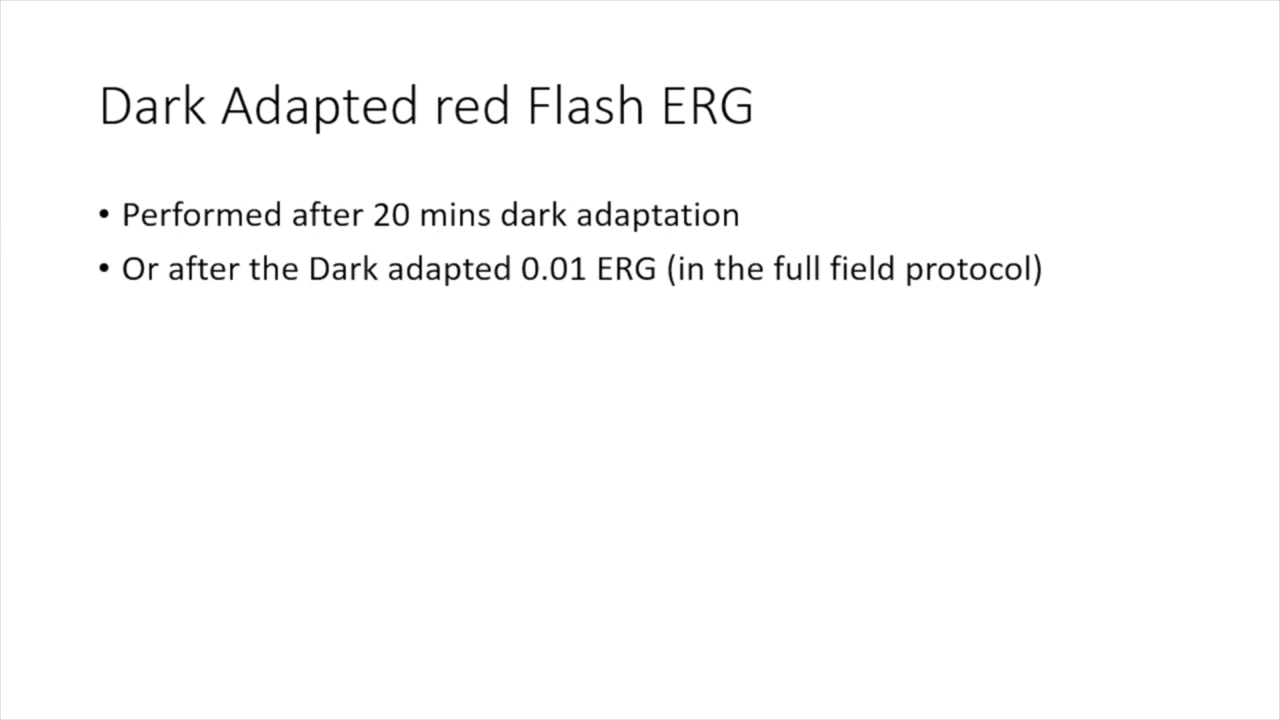 Dark Adapted red Flash ERG
• Performed after 20 mins dark adaptation
• Or after the Dark adapted 0.01 ERG (in the full field protocol)